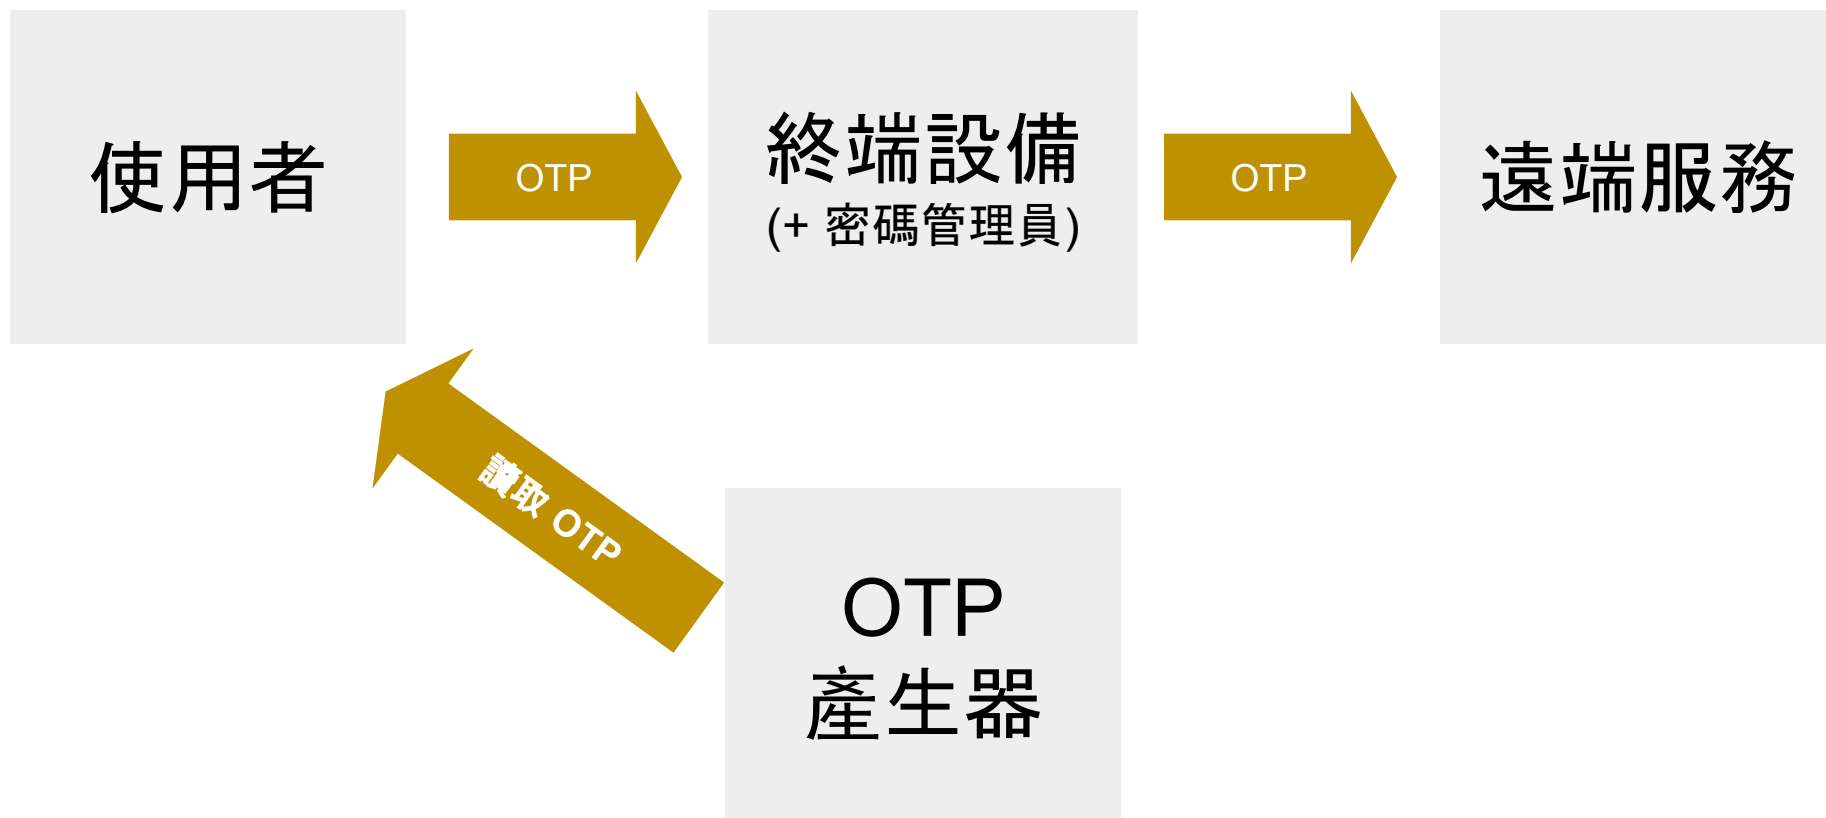 使用者
OTP
終端設備
(+ 密碼管理員)
OTP
遠端服務
讀取 OTP
OTP
產生器